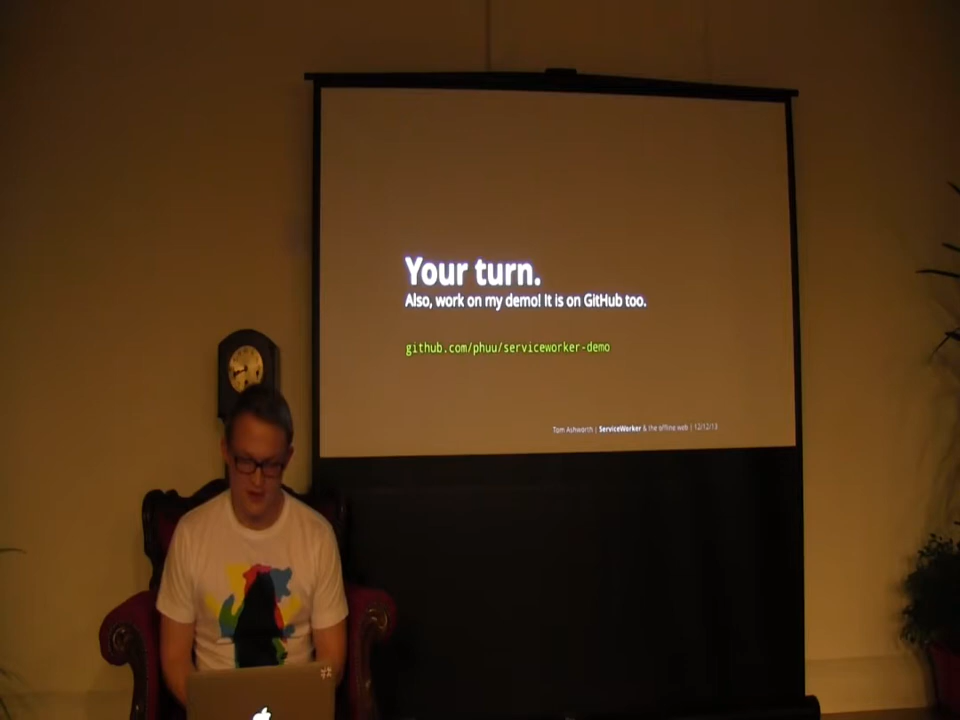 Your turn.
Also, work on my demo! It is on GitHub too.
github.com/phuu/serviceworker-demo
Tom Ashworth | ServiceWorker & the offline web | 12/12/13